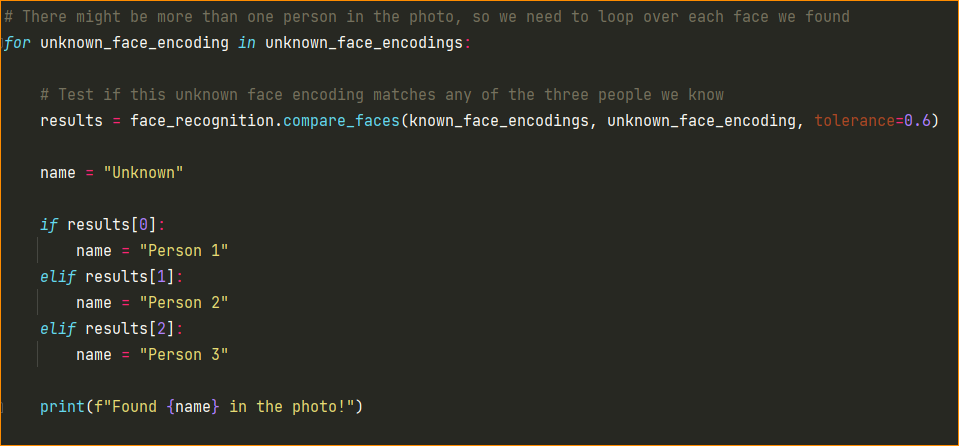 # There might be more than one person in the photo, so we need to loop over each face we found
for unknown_face_encoding in unknown_face_encodings:
# Test if this unknown face encoding matches any of the three people we know
results = face_recognition.compare_faces(known_face_encodings, unknown_face_encoding, tolerance=0.6)
name = "Unknown"
if results[0]:
name = "Person 1"
elif results[1]:
name = "Person 2"
elif results[2]:
name = "Person 3"
print(f"Found {name} in the photo!")